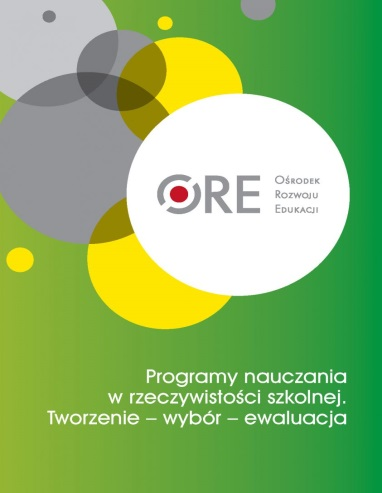 ORE
Ośrodek
Rozwoju
Edukacji
Programy nauczania
w rzeczywistości szkolnej.
Tworzenie – wybór – ewaluacja